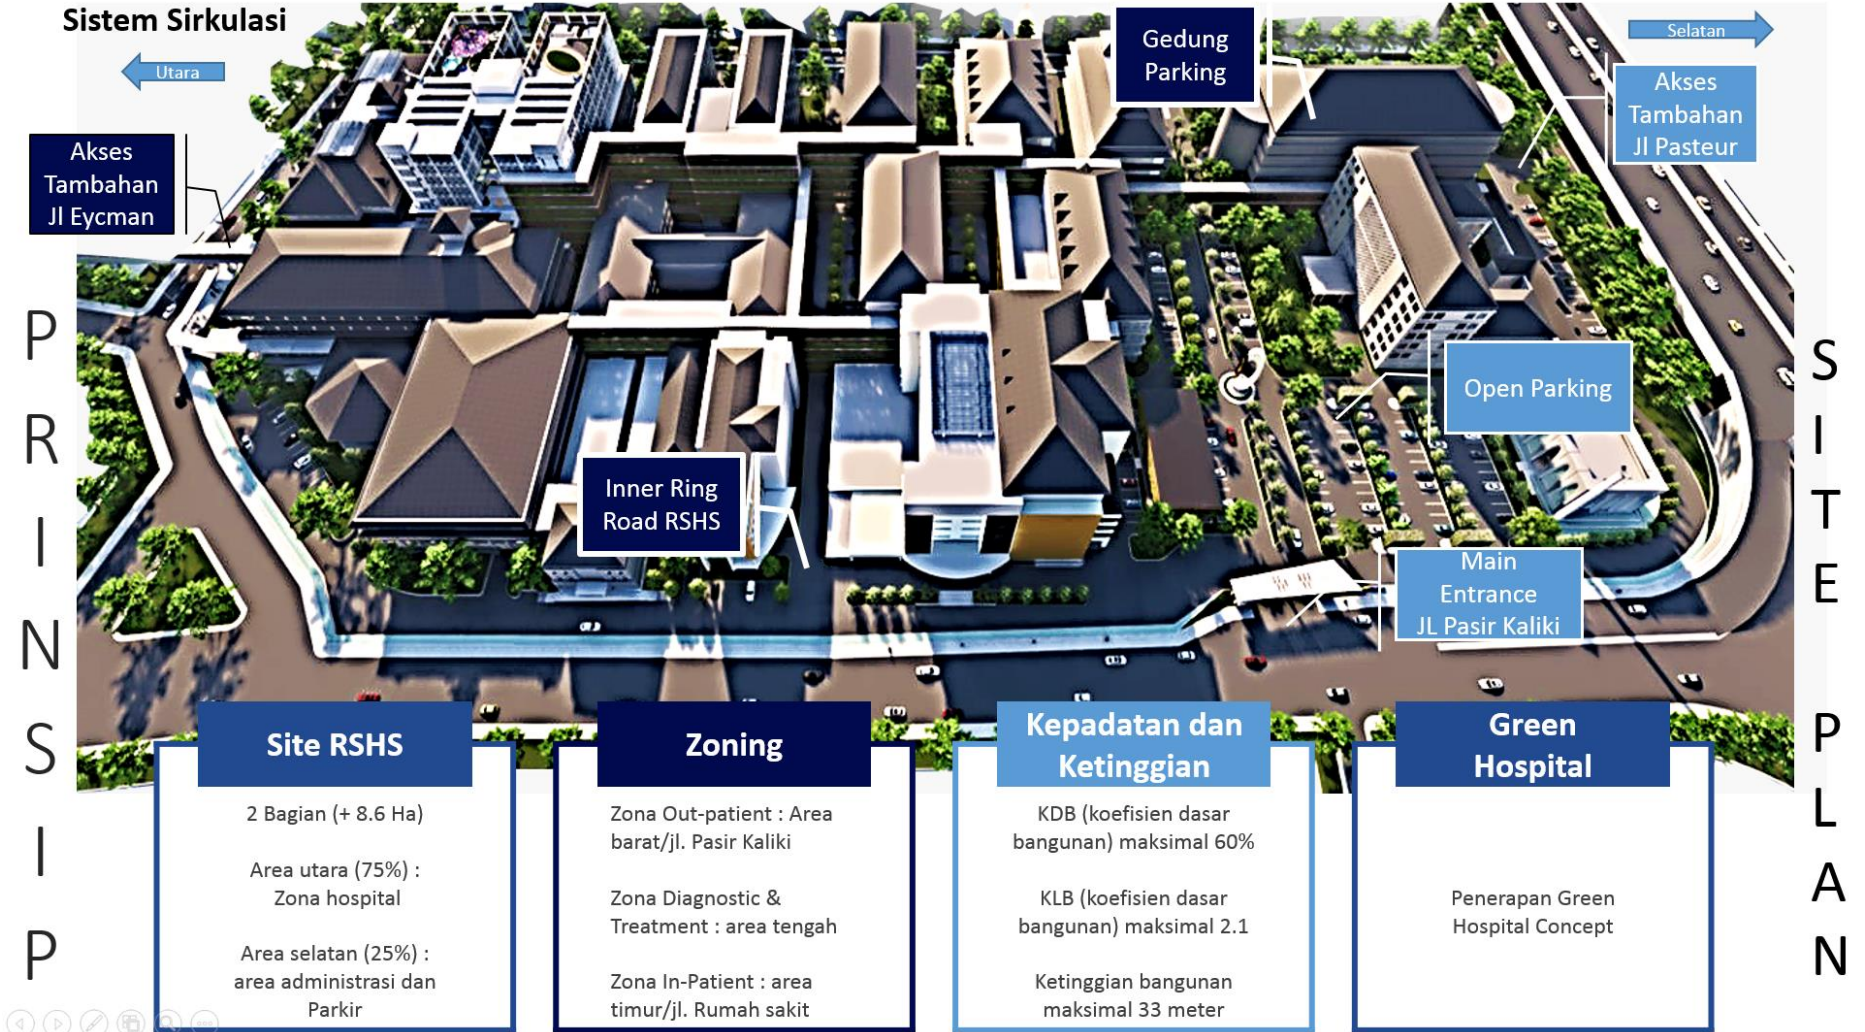 Sistem Sirkulasi
Utara
Selatan
Gedung
Parking
Akses
Tambahan
Jl Pasteur
Akses
Tambahan
Jl Eycman
Open Parking
Inner Ring
Road RSHS
Main
Entrance
JL Pasir Kaliki
PRINSIP
SITE PLAN
Site RSHS
2 Bagian (+ 8.6 Ha)
Area utara (75%) :
Zona hospital
Area selatan (25%) :
area administrasi dan
Parkir
Zoning
Zona Out-patient : Area
barat/jl. Pasir Kaliki
Zona Diagnostic &
Treatment : area tengah
Zona In-Patient : area
timur/jl. Rumah sakit
Kepadatan dan
Ketinggian
KDB (koefisien dasar
bangunan) maksimal 60%
KLB (koefisien dasar
bangunan) maksimal 2.1
Ketinggian bangunan
maksimal 33 meter
Green
Hospital
Penerapan Green
Hospital Concept